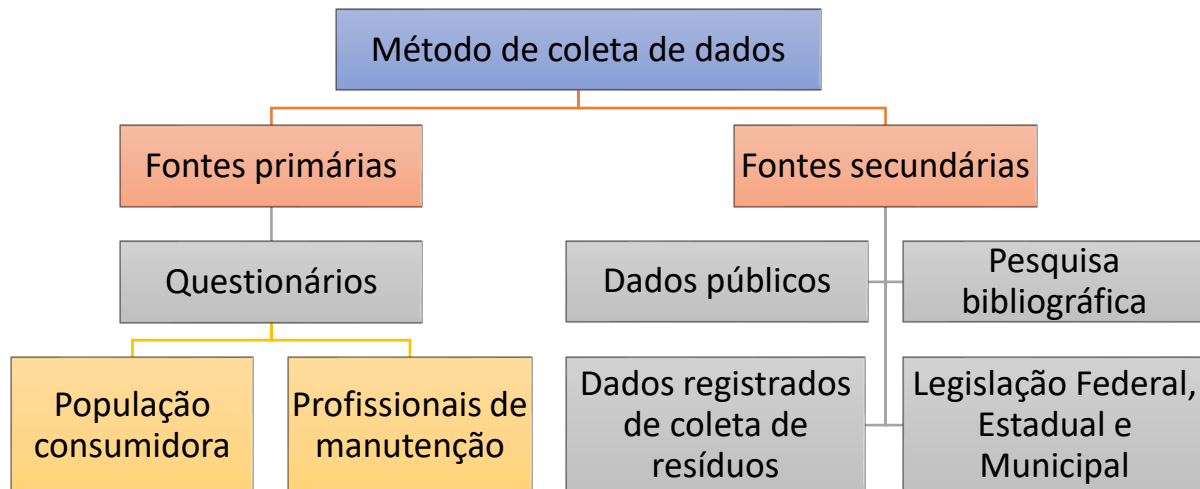 Método de coleta de dados
Fontes primárias
Fontes secundárias
Questionários
Dados públicos
Pesquisa
bibliográfica
População
consumidora
Profissionais de
manutenção
Dados registrados
de coleta de
resíduos
Legislação Federal,
Estadual e
Municipal